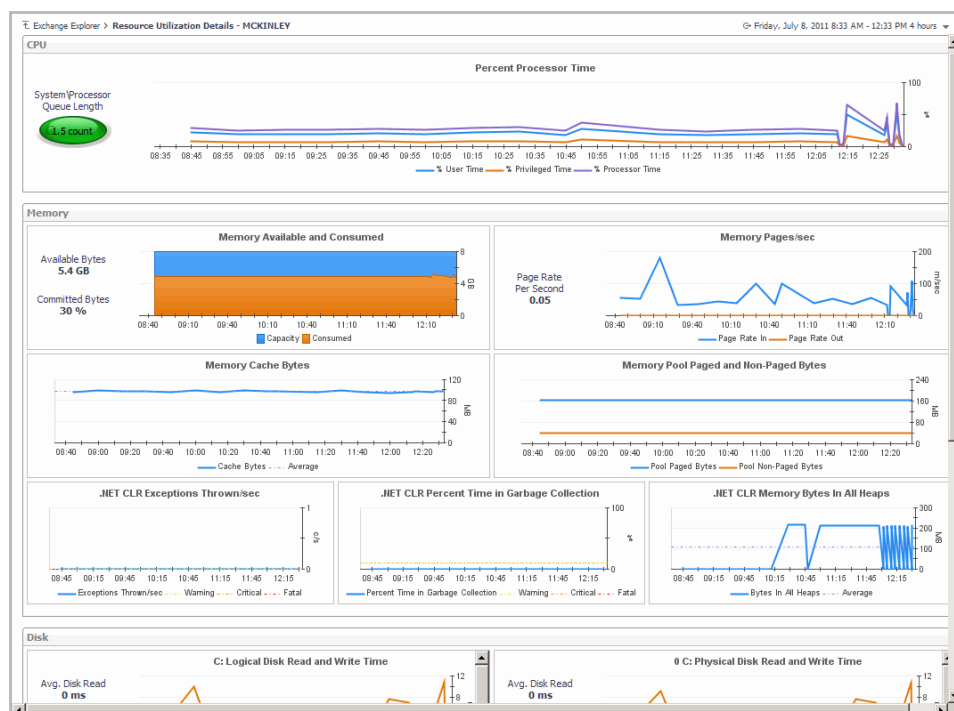 Exchange Explorer > Resource Utilization Details - MCKINLEY
Friday, July 8, 2011 8:33 AM - 12:33 PM 4 hours
CPU
Percent Processor Time
System\Processor
Queue Length
1.5 count
100
%
0
08:35 08:45 08:55 09:05 09:15 09:25 09:35 09:45 09:55 10:05 10:15 10:25 10:35 10:45 10:55 11:05 11:15 11:25 11:35 11:45 11:55 12:05 12:15 12:25
% User Time % Privileged Time % Processor Time
Memory
Memory Available and Consumed
Available Bytes
5.4 GB
Committed Bytes
30 %
8
4
0
GB
08:40 09:10 09:40 10:10 10:40 11:10 11:40 12:10
Capacity Consumed
Memory Pages/sec
Page Rate
Per Second
0.05
200
100
0
m/sec
08:40 09:10 09:40 10:10 10:40 11:10 11:40 12:10
Page Rate In Page Rate Out
Memory Cache Bytes
120
80
40
0
MB
08:40 09:00 09:20 09:40 10:00 10:20 10:40 11:00 11:20 11:40 12:00 12:20
Cache Bytes Average
Memory Pool Paged and Non-Paged Bytes
240
160
80
0
MB
08:40 09:00 09:20 09:40 10:00 10:20 10:40 11:00 11:20 11:40 12:00 12:20
Pool Paged Bytes Pool Non-Paged Bytes
.NET CLR Exceptions Thrown/sec
1
0
c/s
08:45 09:15 09:45 10:15 10:45 11:15 11:45 12:15
Exceptions Thrown/sec Warning Critical Fatal
.NET CLR Percent Time in Garbage Collection
100
0
%
08:45 09:15 09:45 10:15 10:45 11:15 11:45 12:15
Percent Time in Garbage Collection Warning Critical Fatal
.NET CLR Memory Bytes In All Heaps
300
200
100
0
MB
08:45 09:15 09:45 10:15 10:45 11:15 11:45 12:15
Bytes In All Heaps Average
Disk
C: Logical Disk Read and Write Time
Avg. Disk Read
0 ms
12
8
0 C: Physical Disk Read and Write Time
Avg. Disk Read
0 ms
12
8